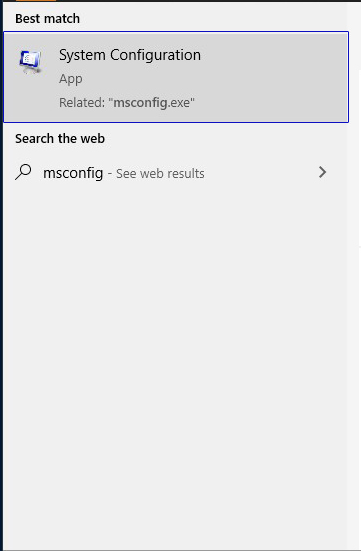 Best match
System Configuration
App
Related: "msconfig.exe"
Search the web
msconfig - See web results